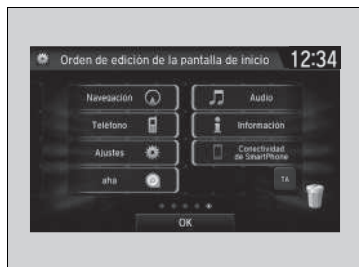 Orden de edición de la pantalla de inicio
12:34
Navegación
Audio
Teléfono
Información
Ajustes
Conectividad
de SmartPhone
aha
TA
OK